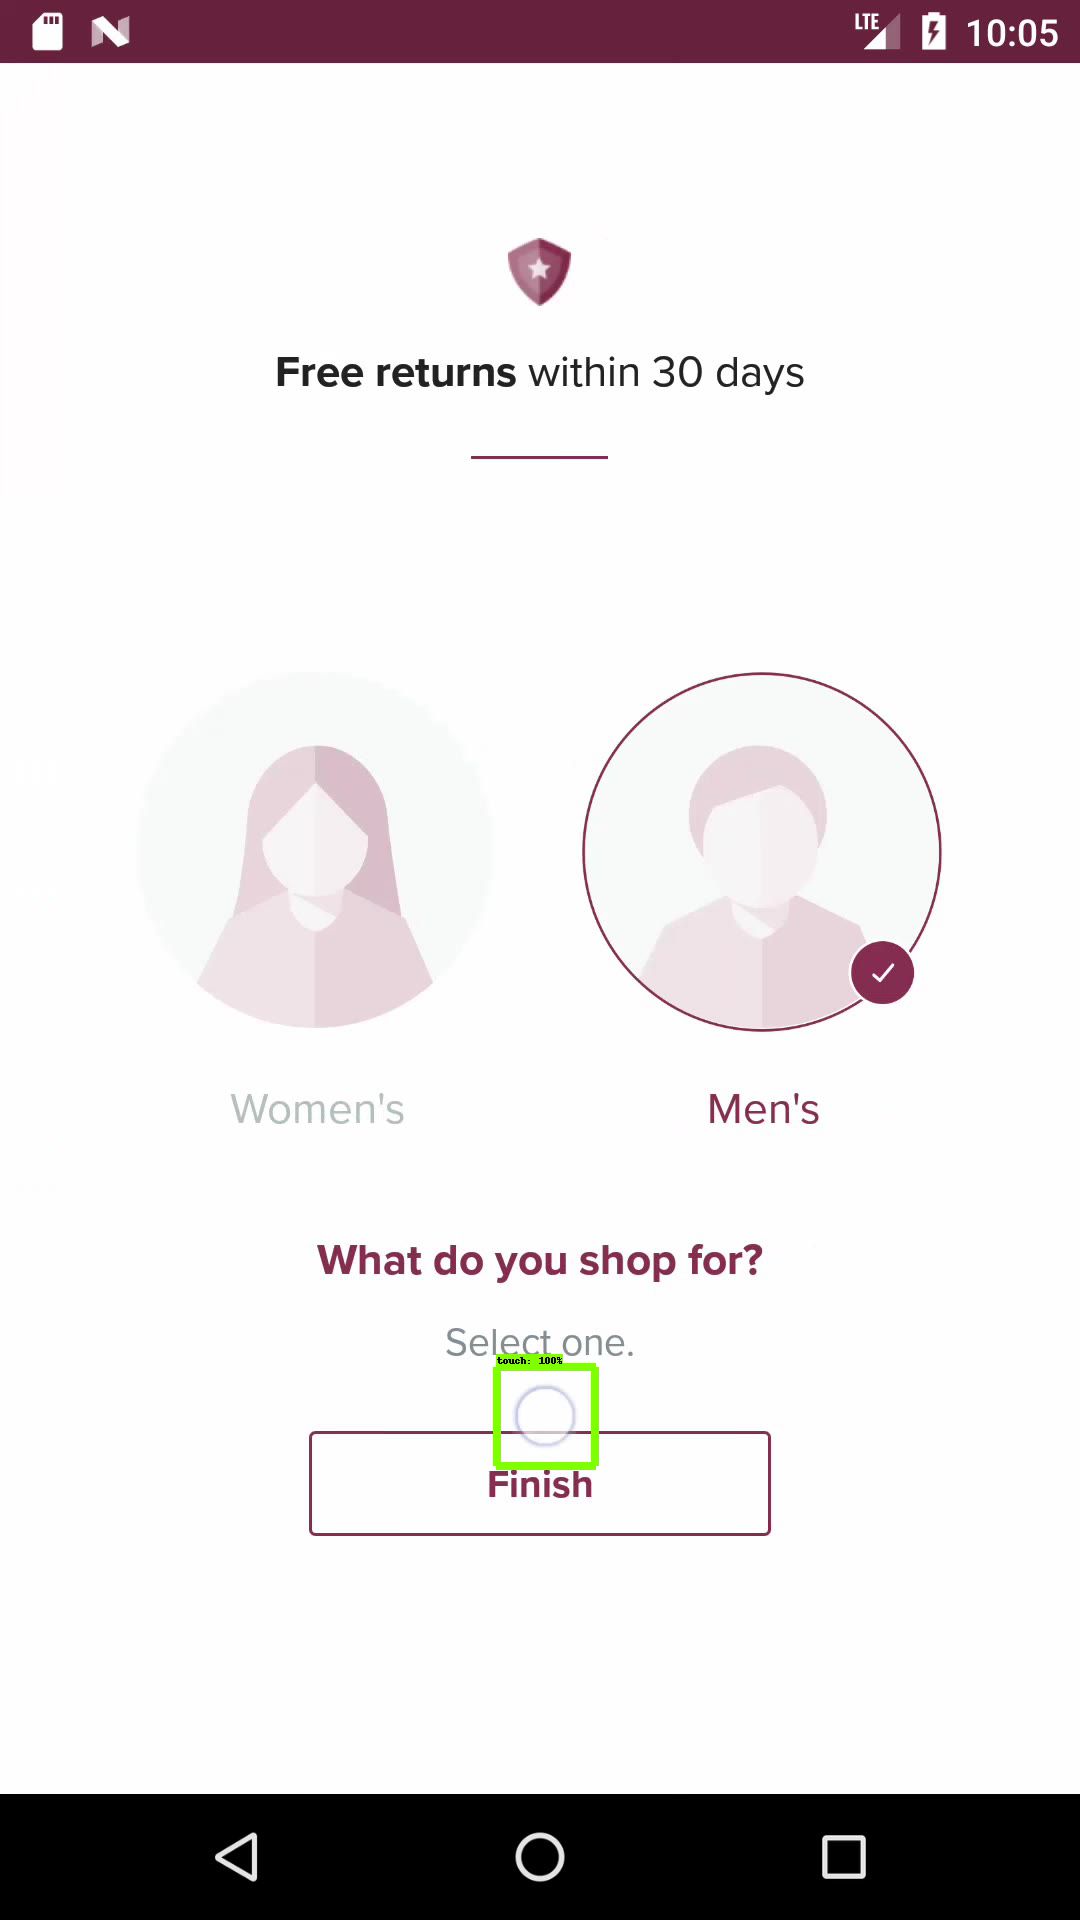 LTE 10:05
Free returns within 30 days
Women's
Men's
What do you shop for?
Select one.
touch: 100%
Finish